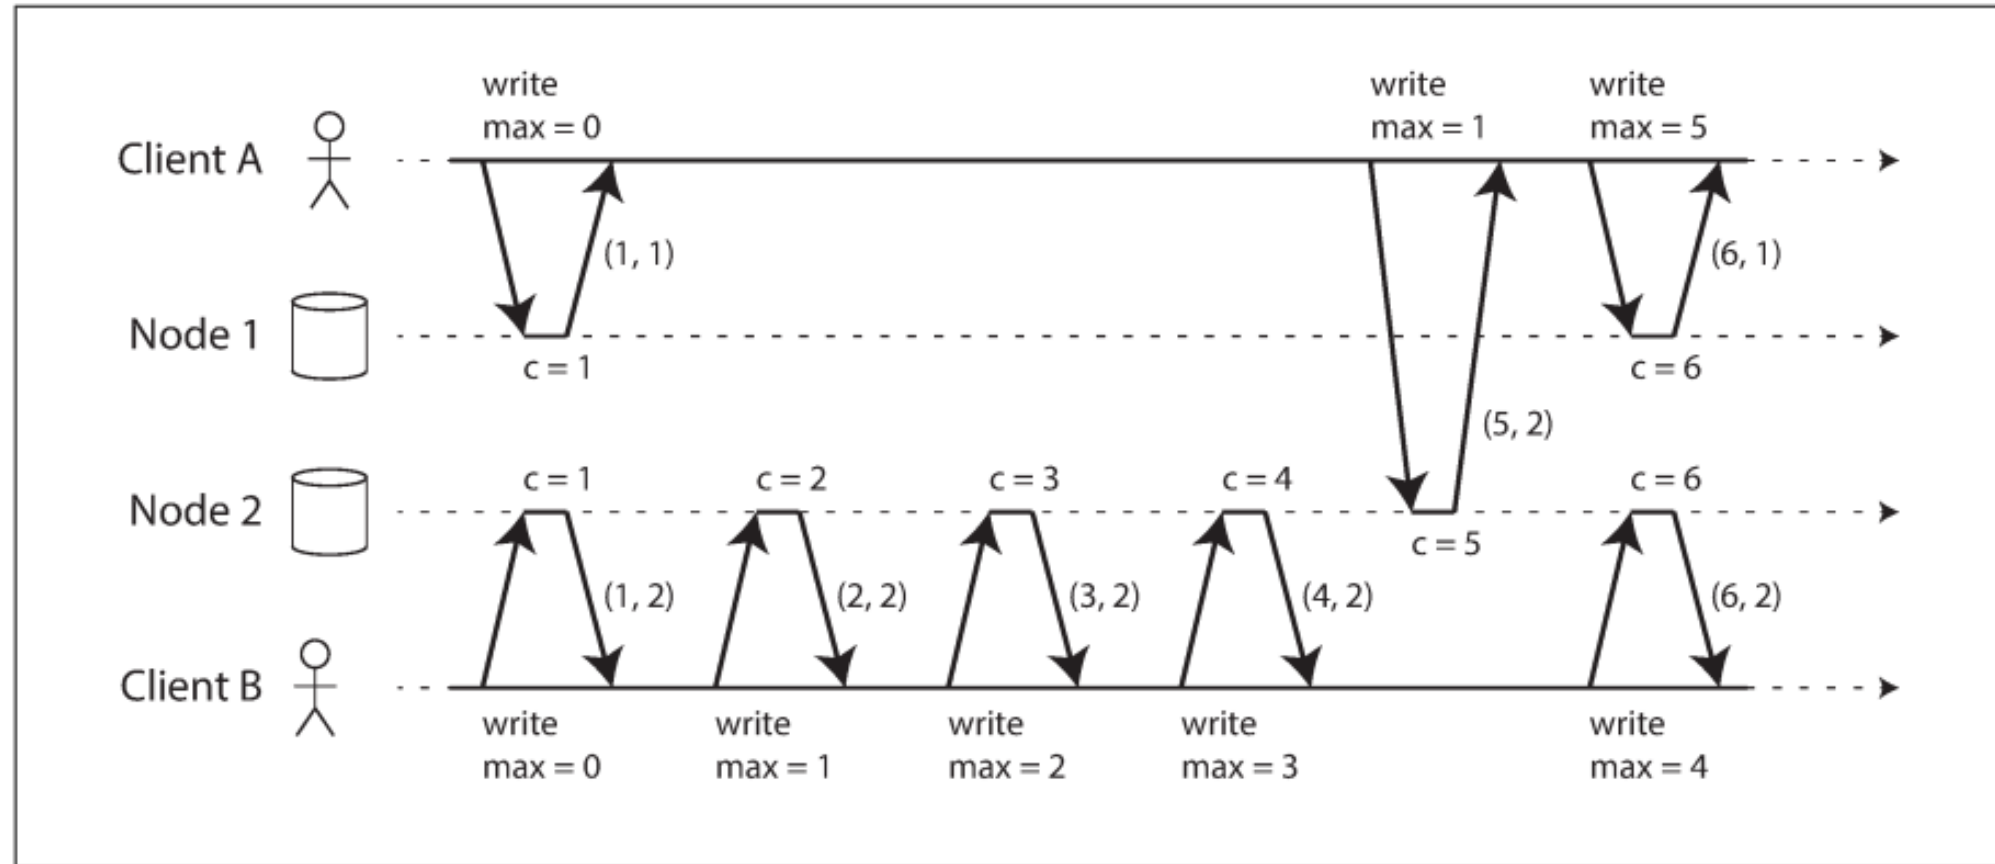 write
max = 0
write
max = 1
write
max = 5
Client A
(1, 1)
(6, 1)
Node 1
c = 1
c = 6
(5, 2)
c = 1
c = 2
c = 3
c = 4
c = 6
Node 2
c = 5
(1, 2)
(2, 2)
(3, 2)
(4, 2)
(6, 2)
Client B
write
max = 0
write
max = 1
write
max = 2
write
max = 3
write
max = 4